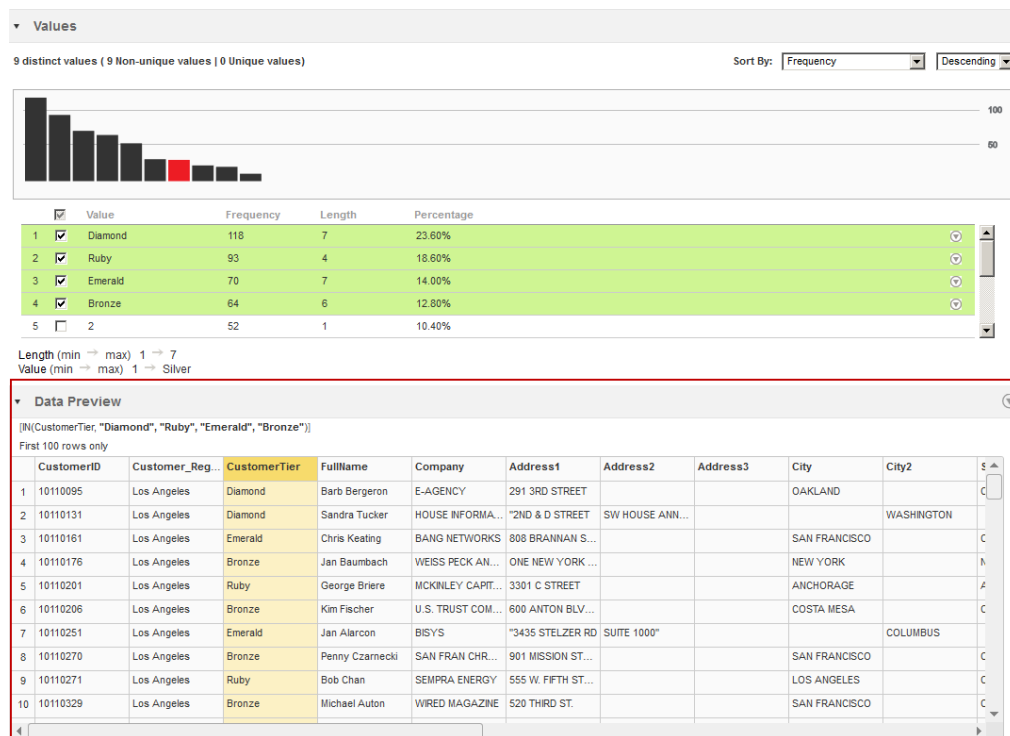 Values
9 distinct values ( 9 Non-unique values | 0 Unique values) Sort By: Frequency Descending
100
50
Value Frequency Length Percentage
1 Diamond 118 7 23.60%
2 Ruby 93 4 18.60%
3 Emerald 70 7 14.00%
4 Bronze 64 6 12.80%
5 2 52 1 10.40%
Length (min → max) 1 → 7
Value (min → max) 1 → Silver
Data Preview
[IN(CustomerTier, "Diamond", "Ruby", "Emerald", "Bronze")]
First 100 rows only
CustomerID Customer_Reg... CustomerTier FullName Company Address1 Address2 Address3 City City2
1 10110095 Los Angeles Diamond Barb Bergeron E-AGENCY 291 3RD STREET OAKLAND
2 10110131 Los Angeles Diamond Sandra Tucker HOUSE INFORMA... "2ND & D STREET SW HOUSE ANN... WASHINGTON
3 10110161 Los Angeles Emerald Chris Keating BANG NETWORKS 808 BRANNAN S... SAN FRANCISCO
4 10110176 Los Angeles Bronze Jan Baumbach WEISS PECK AN... ONE NEW YORK ... NEW YORK
5 10110201 Los Angeles Ruby George Briere MCKINLEY CAPIT... 3301 C STREET ANCHORAGE
6 10110206 Los Angeles Bronze Kim Fischer U.S. TRUST COM... 600 ANTON BLV... COSTA MESA
7 10110251 Los Angeles Emerald Jan Alarcon BISYS "3435 STELZER RD SUITE 1000" COLUMBUS
8 10110270 Los Angeles Bronze Penny Czarnecki SAN FRAN CHR... 901 MISSION ST... SAN FRANCISCO
9 10110271 Los Angeles Ruby Bob Chan SEMPRA ENERGY 555 W. FIFTH ST... LOS ANGELES
10 10110329 Los Angeles Bronze Michael Auton WIRED MAGAZINE 520 THIRD ST. SAN FRANCISCO